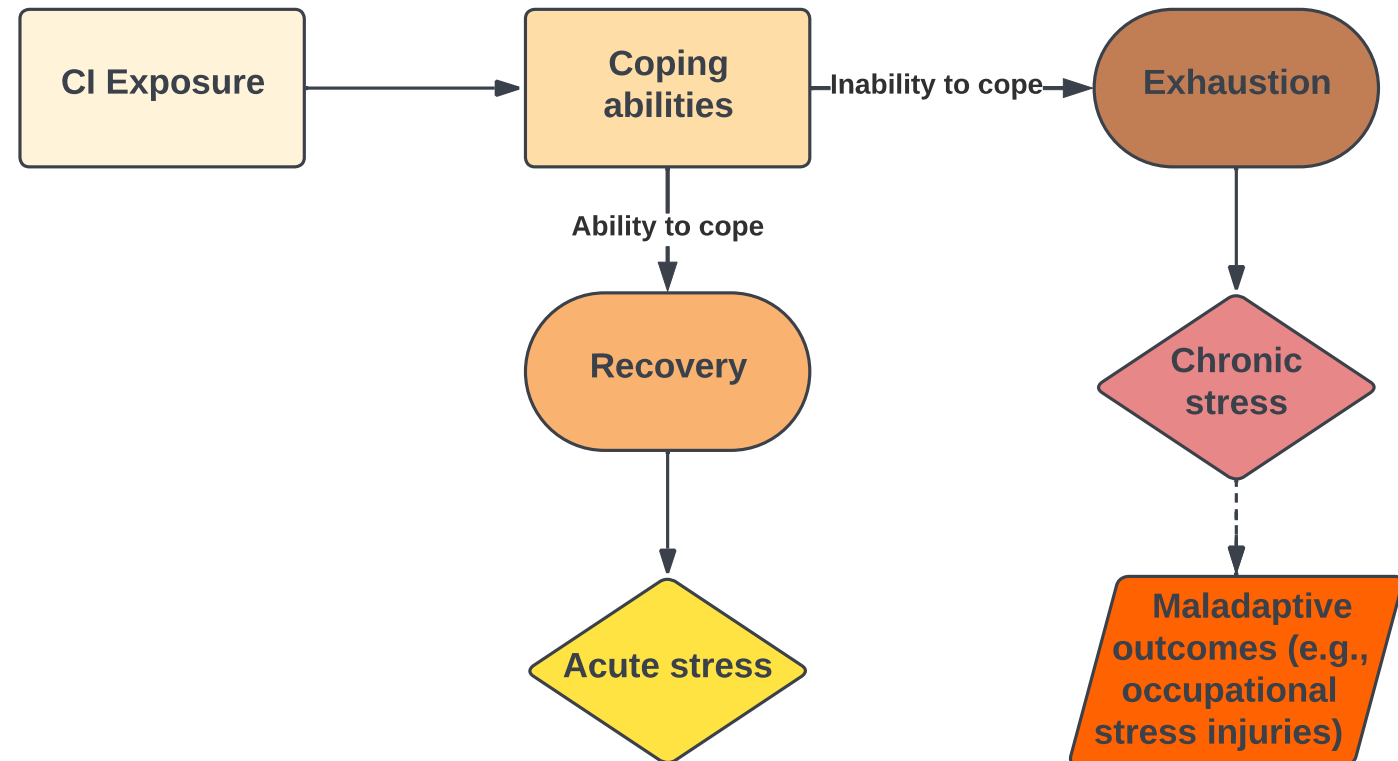 CI Exposure
Coping
abilities
Inability to cope
Exhaustion
Ability to cope
Recovery
Chronic
stress
Acute stress
Maladaptive
outcomes (e.g.,
occupational
stress injuries)